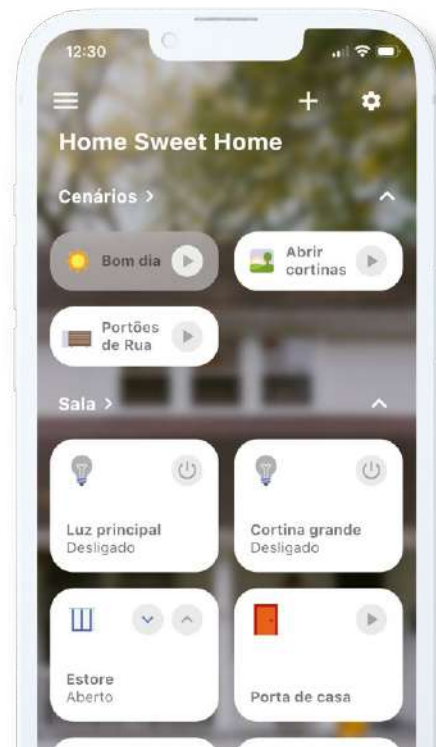 12:30
Home Sweet Home
Cenários >
Bom dia
Abrir
cortinas
Portões
de Rua
Sala >
Luz principal
Desligado
Cortina grande
Desligado
Estore
Aberto
Porta de casa